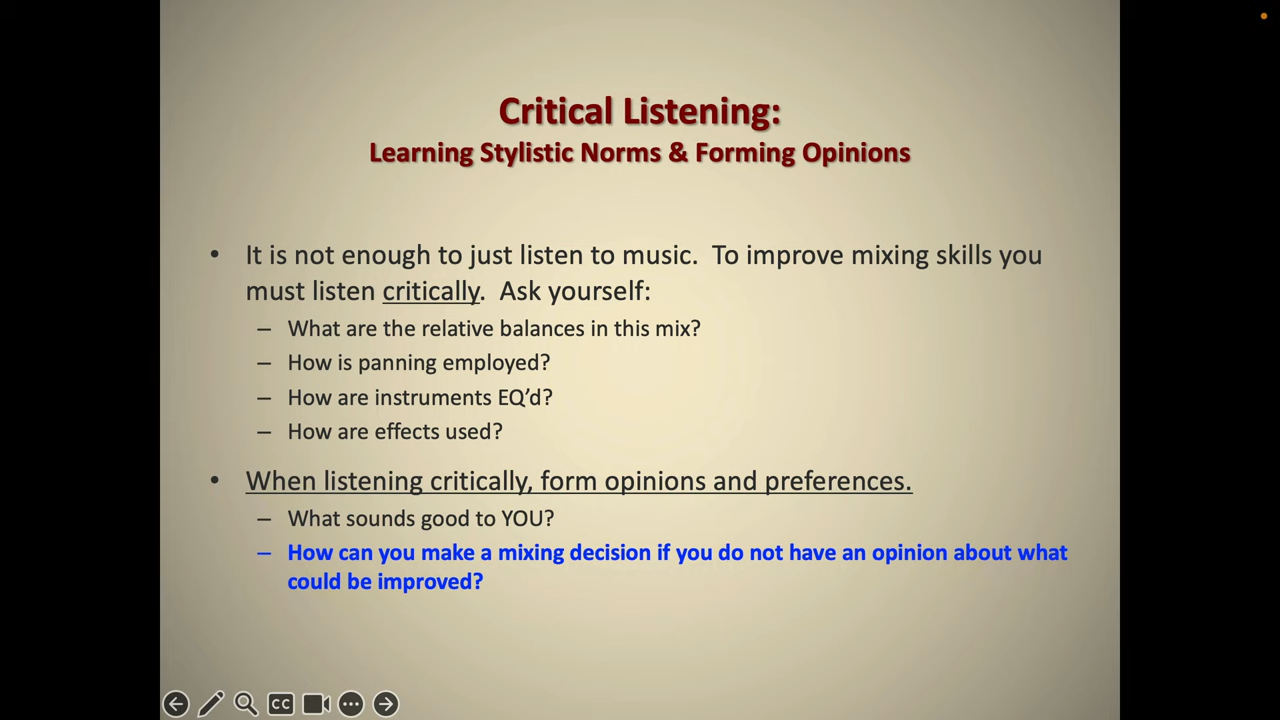 Critical Listening:
Learning Stylistic Norms & Forming Opinions
• It is not enough to just listen to music.  To improve mixing skills you
must listen critically.  Ask yourself:
– What are the relative balances in this mix?
– How is panning employed?
– How are instruments EQ’d?
– How are effects used?
• When listening critically, form opinions and preferences.
– What sounds good to YOU?
– How can you make a mixing decision if you do not have an opinion about what
could be improved?
CC